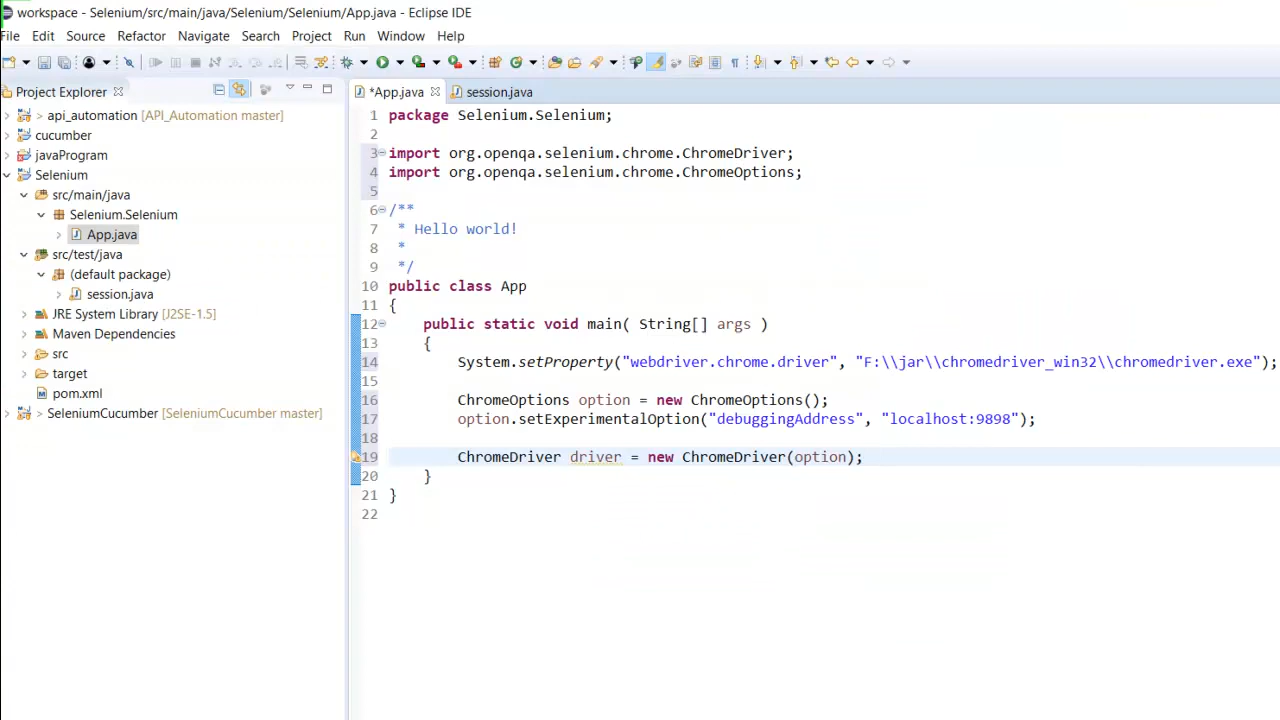 workspace - Selenium/src/main/java/Selenium/Selenium/App.java - Eclipse IDE
File Edit Source Refactor Navigate Search Project Run Window Help
Project Explorer
*App.java
session.java
> api_automation [API_Automation master]
cucumber
javaProgram
Selenium
src/main/java
Selenium.Selenium
App.java
src/test/java
(default package)
session.java
JRE System Library [J2SE-1.5]
Maven Dependencies
src
target
pom.xml
> SeleniumCucumber [SeleniumCucumber master]
1 package Selenium.Selenium;
2
3 import org.openqa.selenium.chrome.ChromeDriver;
4 import org.openqa.selenium.chrome.ChromeOptions;
5
6 /**
7 * Hello world!
8 *
9 */
10 public class App
11 {
12 public static void main( String[] args )
13 {
14 System.setProperty("webdriver.chrome.driver", "F:\\jar\\chromedriver_win32\\chromedriver.exe");
15
16 ChromeOptions option = new ChromeOptions();
17 option.setExperimentalOption("debuggingAddress", "localhost:9898");
18
19 ChromeDriver driver = new ChromeDriver(option);
20 }
21 }
22